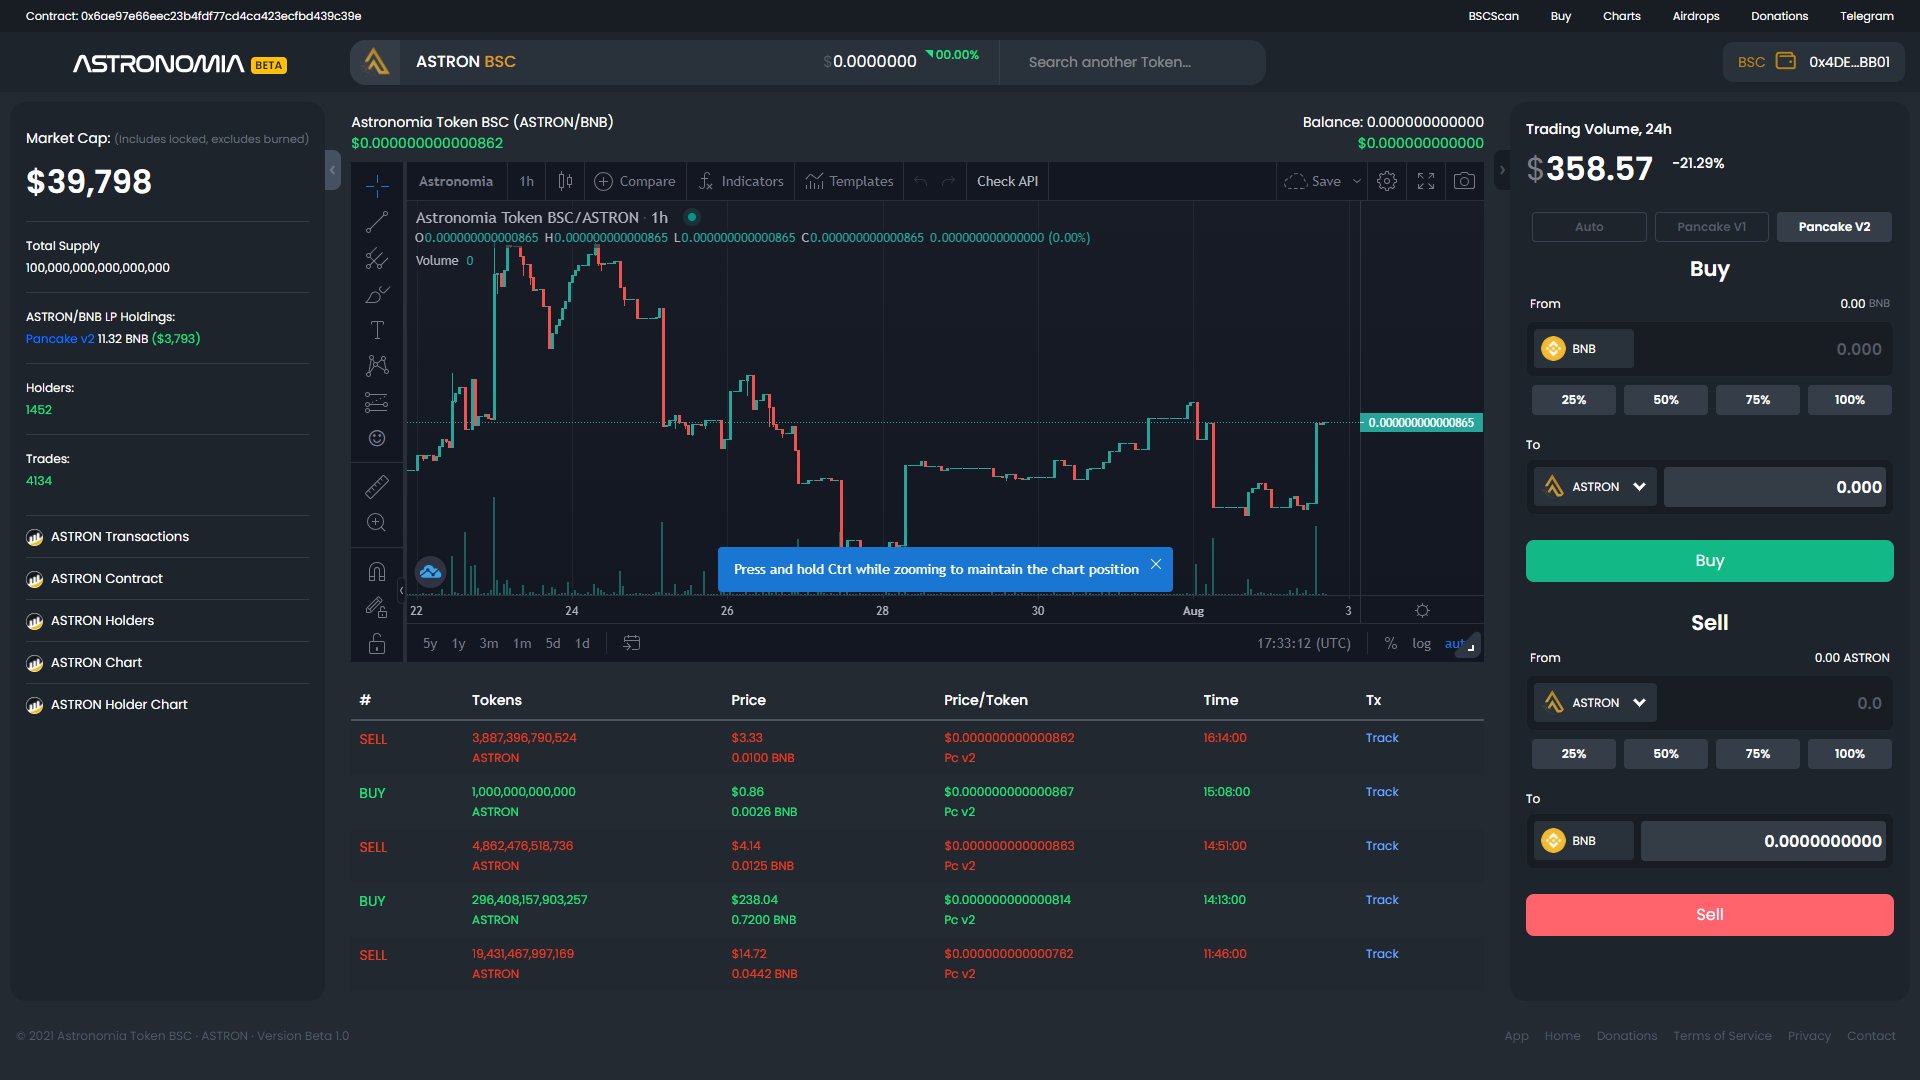 Contract: 0x6ae97e66eec23b4fdf77cd4ca423ecfbd439c39e
BSCScan Buy Charts Airdrops Donations Telegram
ASTRONOMIA BETA
ASTRON BSC
$0.0000000 00.00%
Search another Token...
BSC 0x4DE...BB01
Market Cap: (Includes locked, excludes burned)
$39,798
Total Supply
100,000,000,000,000,000
ASTRON/BNB LP Holdings:
Pancake v2 11.32 BNB ($3,793)
Holders:
1452
Trades:
4134
ASTRON Transactions
ASTRON Contract
ASTRON Holders
ASTRON Chart
ASTRON Holder Chart
Astronomia Token BSC (ASTRON/BNB)
$0.000000000000862
Balance: 0.000000000000
$0.000000000000
Astronomia 1h Compare Indicators Templates Check API Save
Astronomia Token BSC/ASTRON · 1h
O0.000000000000865 H0.000000000000865 L0.000000000000865 C0.000000000000865 0.000000000000000 (0.00%)
Volume 0
0.000000000000865
Press and hold Ctrl while zooming to maintain the chart position
22 24 26 28 30 Aug 3
5y 1y 3m 1m 5d 1d
17:33:12 (UTC) % log
# Tokens Price Price/Token Time Tx
SELL 3,887,396,790,524 $3.33 $0.000000000000862 16:14:00 Track
ASTRON 0.0100 BNB Pc v2
BUY 1,000,000,000,000 $0.86 $0.000000000000867 15:08:00 Track
ASTRON 0.0026 BNB Pc v2
SELL 4,862,476,518,736 $4.14 $0.000000000000863 14:51:00 Track
ASTRON 0.0125 BNB Pc v2
BUY 296,408,157,903,257 $238.04 $0.000000000000814 14:13:00 Track
ASTRON 0.7200 BNB Pc v2
SELL 19,431,467,997,169 $14.72 $0.000000000000762 11:46:00 Track
ASTRON 0.0442 BNB Pc v2
Trading Volume, 24h
$358.57 -21.29%
Auto Pancake V1 Pancake V2
Buy
From 0.00 BNB
BNB 0.000
25% 50% 75% 100%
To
ASTRON 0.000
Buy
Sell
From 0.00 ASTRON
ASTRON 0.0
25% 50% 75% 100%
To
BNB 0.0000000000
Sell
© 2021 Astronomia Token BSC · ASTRON · Version Beta 1.0
App Home Donations Terms of Service Privacy Contact